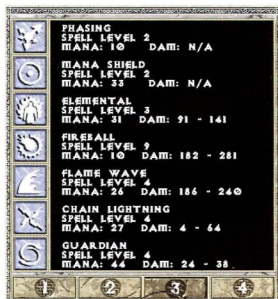 PHASING
SPELL LEVEL 2
MANA: 10 DAM: N/A
MANA SHIELD
SPELL LEVEL 2
MANA: 33 DAM: N/A
ELEMENTAL
SPELL LEVEL 3
MANA: 31 DAM: 91 - 141
FIREBALL
SPELL LEVEL 9
MANA: 10 DAM: 182 - 281
FLAME WAVE
SPELL LEVEL 4
MANA: 26 DAM: 186 - 240
CHAIN LIGHTNING
SPELL LEVEL 4
MANA: 27 DAM: 4 - 64
GUARDIAN
SPELL LEVEL 4
MANA: 44 DAM: 24 - 38
1 2 3 4